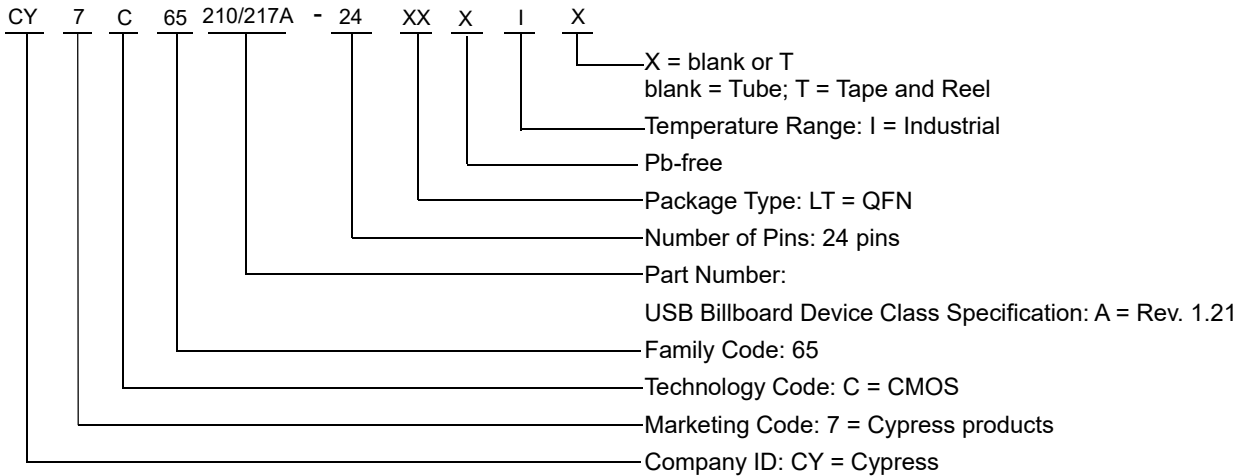 CY 7 C 65 210/217A - 24 XX X I X
X = blank or T
blank = Tube; T = Tape and Reel
Temperature Range: I = Industrial
Pb-free
Package Type: LT = QFN
Number of Pins: 24 pins
Part Number:
USB Billboard Device Class Specification: A = Rev. 1.21
Family Code: 65
Technology Code: C = CMOS
Marketing Code: 7 = Cypress products
Company ID: CY = Cypress